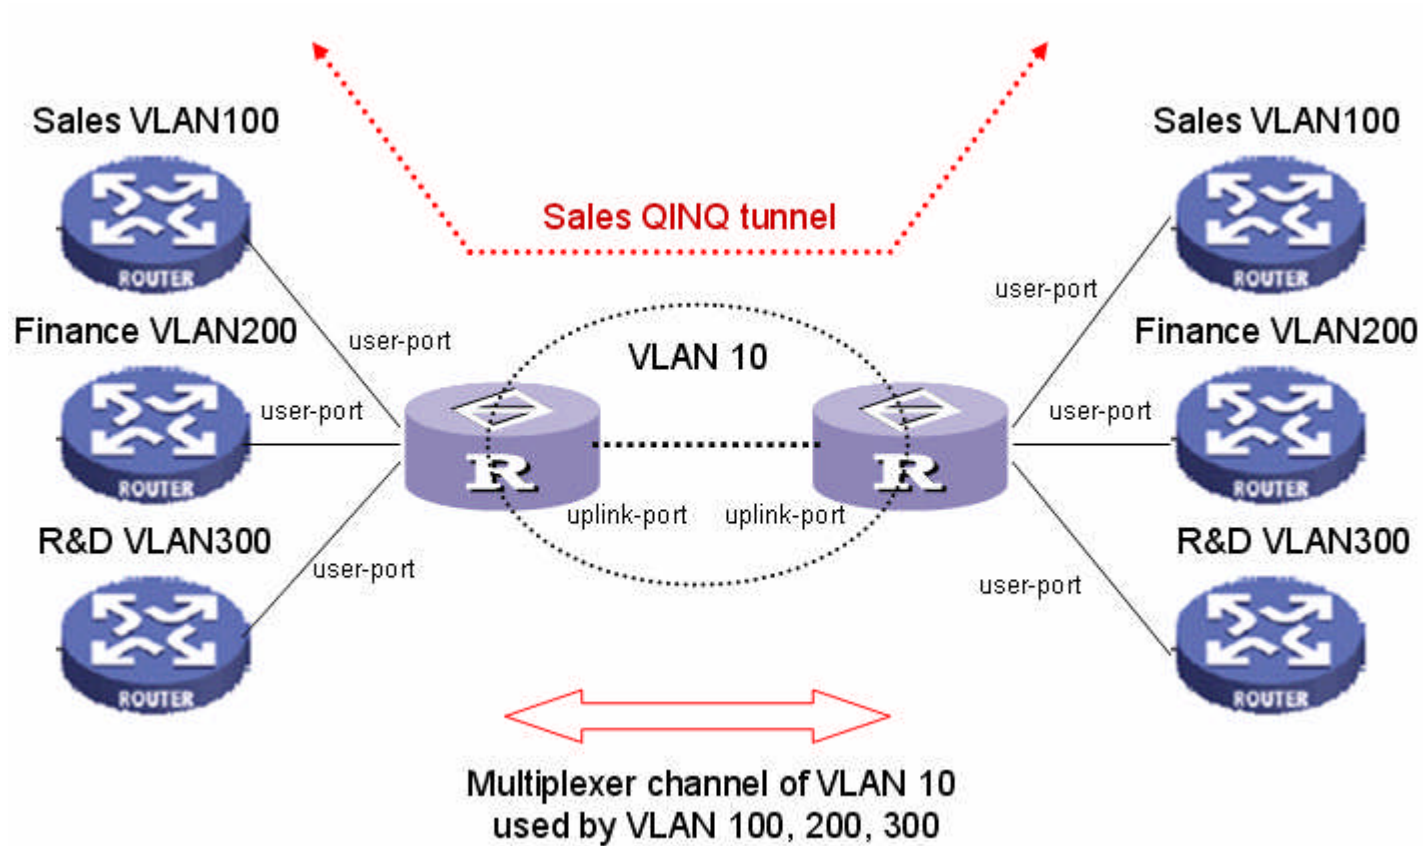 Sales VLAN100
Sales VLAN100
Sales QINQ tunnel
ROUTER
ROUTER
user-port
Finance VLAN200
Finance VLAN200
user-port
VLAN 10
user-port
user-port
R
R
ROUTER
ROUTER
uplink-port
uplink-port
R&D VLAN300
R&D VLAN300
user-port
user-port
ROUTER
ROUTER
Multiplexer channel of VLAN 10
used by VLAN 100, 200, 300